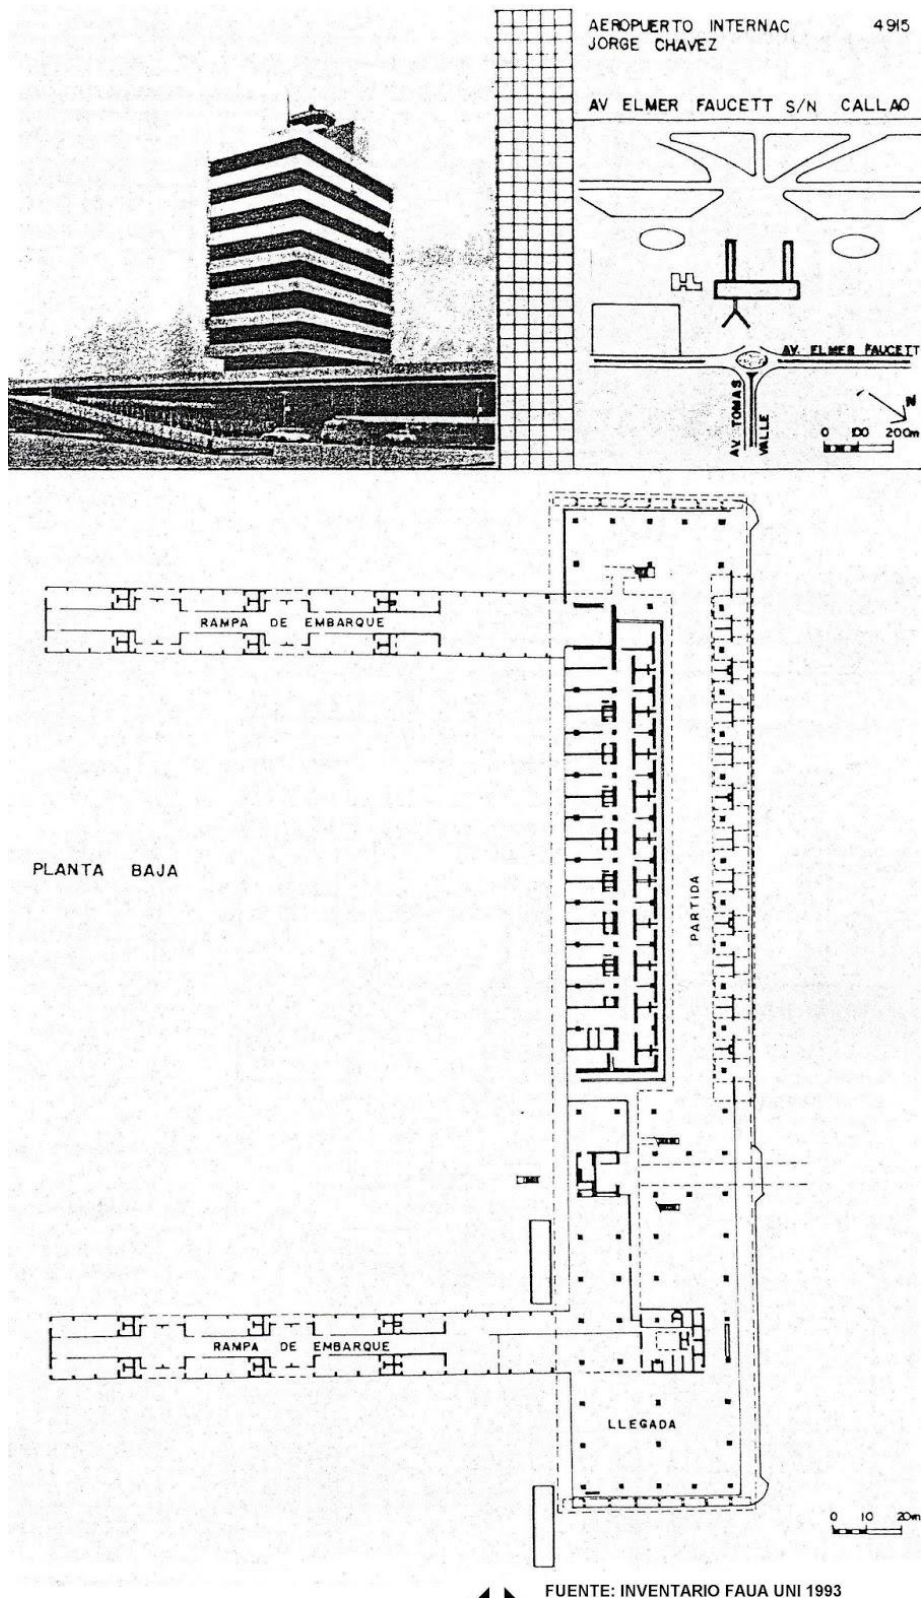 AEROPUERTO INTERNAC 4915
JORGE CHAVEZ
AV ELMER FAUCETT S/N CALLAO
AV. ELMER FAUCETT
AV TOMAS
VALLE
N
0 100 200m
RAMPA DE EMBARQUE
PLANTA BAJA
PARTIDA
RAMPA DE EMBARQUE
LLEGADA
0 10 20m
FUENTE: INVENTARIO FAUA UNI 1993